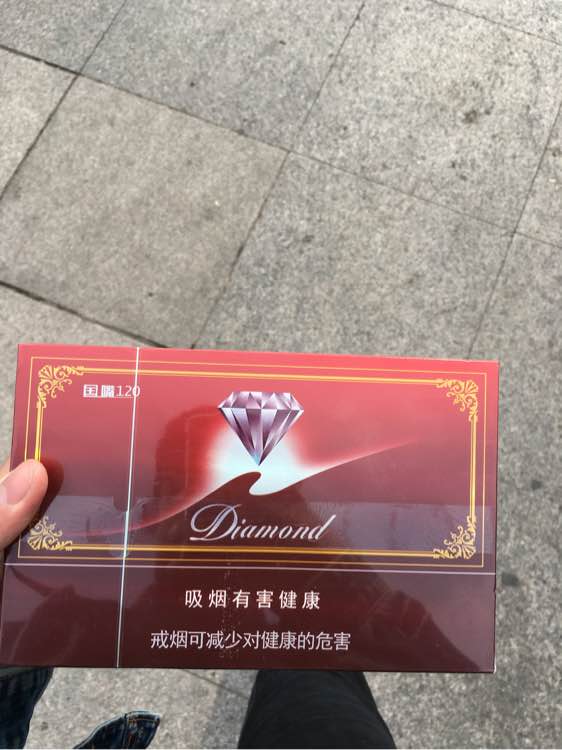 国嘴120
Diamond
吸烟有害健康
戒烟可减少对健康的危害